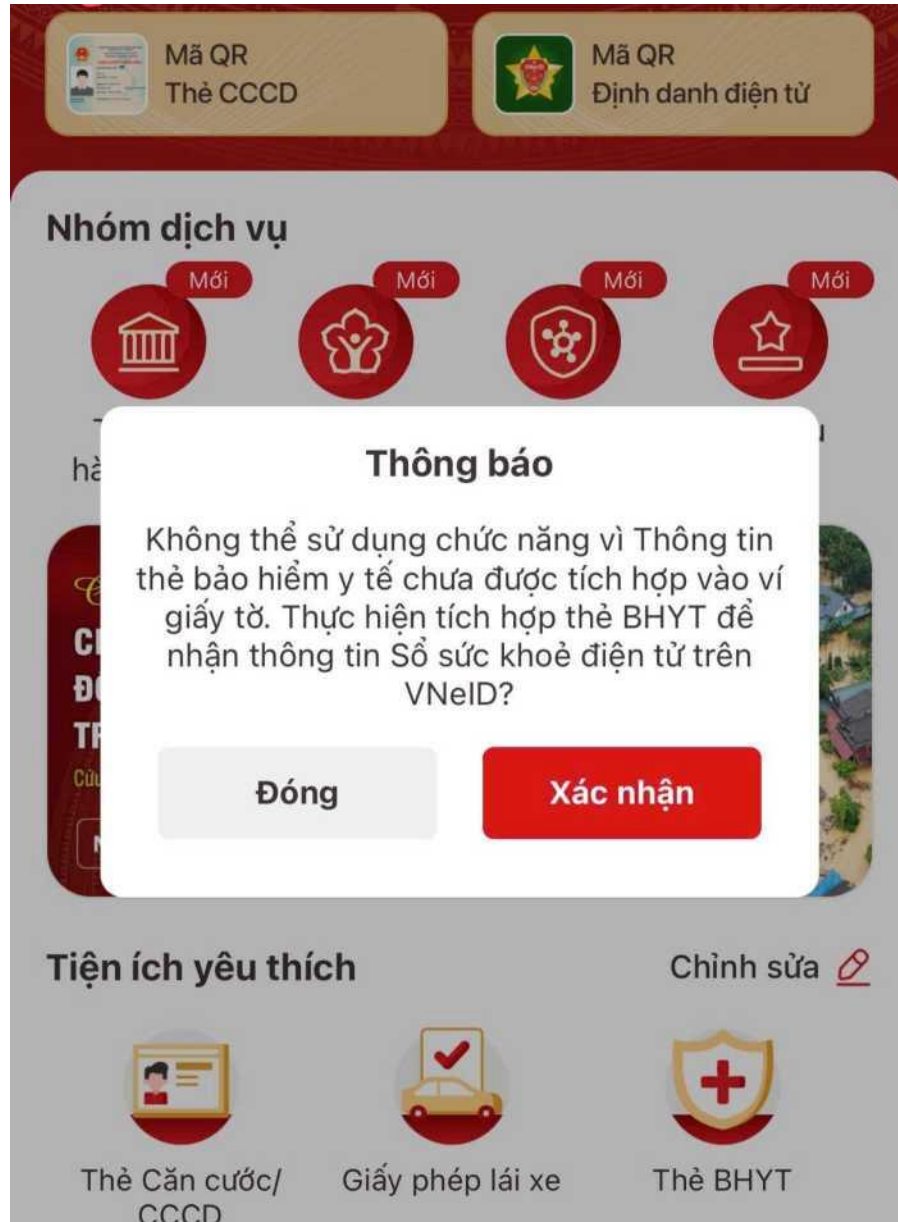 Mã QR
Thẻ CCCD
Mã QR
Định danh điện tử
Nhóm dịch vụ
Mới
Mới
Mới
Mới
Thông báo
Không thể sử dụng chức năng vì Thông tin
thẻ bảo hiểm y tế chưa được tích hợp vào ví
giấy tờ. Thực hiện tích hợp thẻ BHYT để
nhận thông tin Sổ sức khoẻ điện tử trên
VNeID?
Đóng
Xác nhận
Tiện ích yêu thích
Chỉnh sửa
Thẻ Căn cước/
CCCD
Giấy phép lái xe
Thẻ BHYT